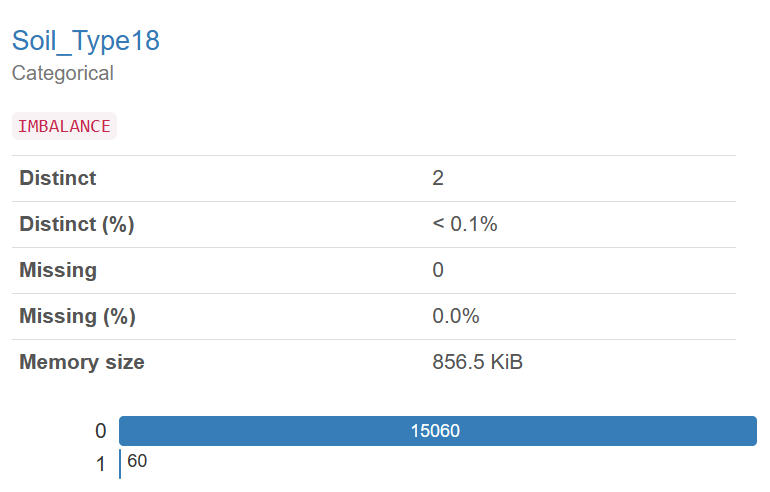 Soil_Type18
Categorical
IMBALANCE
Distinct 2
Distinct (%) < 0.1%
Missing 0
Missing (%) 0.0%
Memory size 856.5 KiB
0 15060
1 60